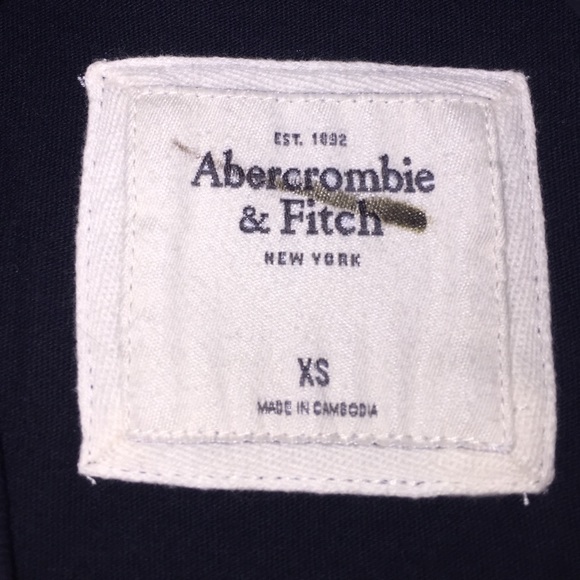 EST. 1892
Abercrombie
& Fitch
NEW YORK
XS
MADE IN CAMBODIA